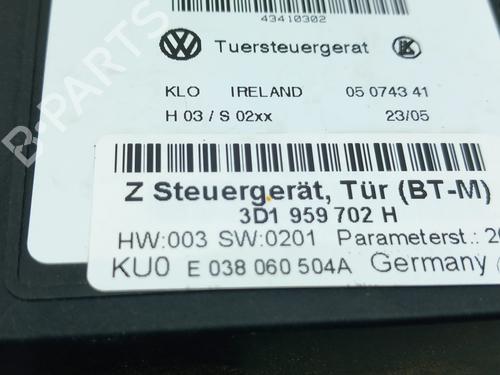 43410302
Tuersteuergerat
KLO IRELAND 05 0743 41
H 03 / S 02xx 23/05
Z Steuergerät, Tür (BT-M)
3D1 959 702 H
HW:003 SW:0201 Parameterst.: 20
KU0 E 038 060 504A Germany
B-PARTS